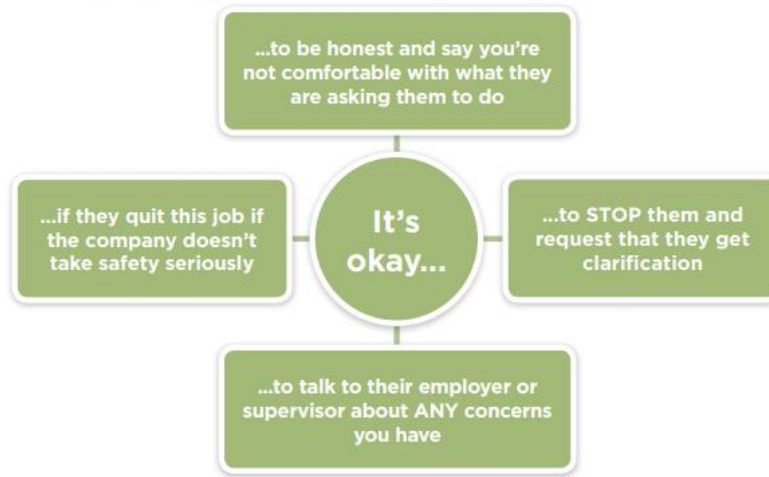 ...to be honest and say you're
not comfortable with what they
are asking them to do
...if they quit this job if
the company doesn't
take safety seriously
It's
okay...
...to STOP them and
request that they get
clarification
...to talk to their employer or
supervisor about ANY concerns
you have